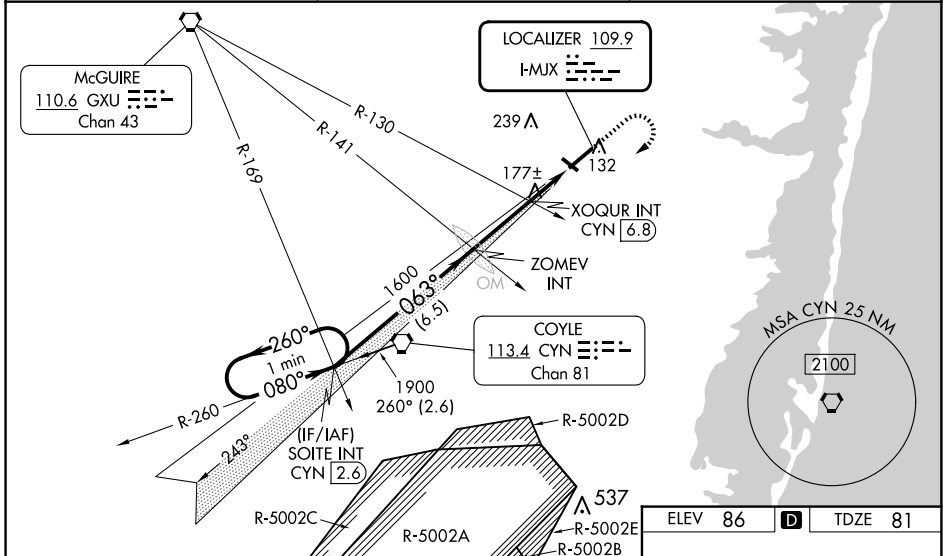 McGUIRE
110.6 GXU
Chan 43
LOCALIZER 109.9
I-MJX
239
132
177±
R-130
R-141
R-169
XOQUR INT
CYN 6.8
ZOMEV
INT
OM
1600
063°
(6.5)
260°
1 min
080°
COYLE
113.4 CYN
Chan 81
1900
260° (2.6)
R-260
243°
(IF/IAF)
SOITE INT
CYN 2.6
MSA CYN 25 NM
2100
R-5002D
537
R-5002C
R-5002A
R-5002E
R-5002B
ELEV 86 D TDZE 81